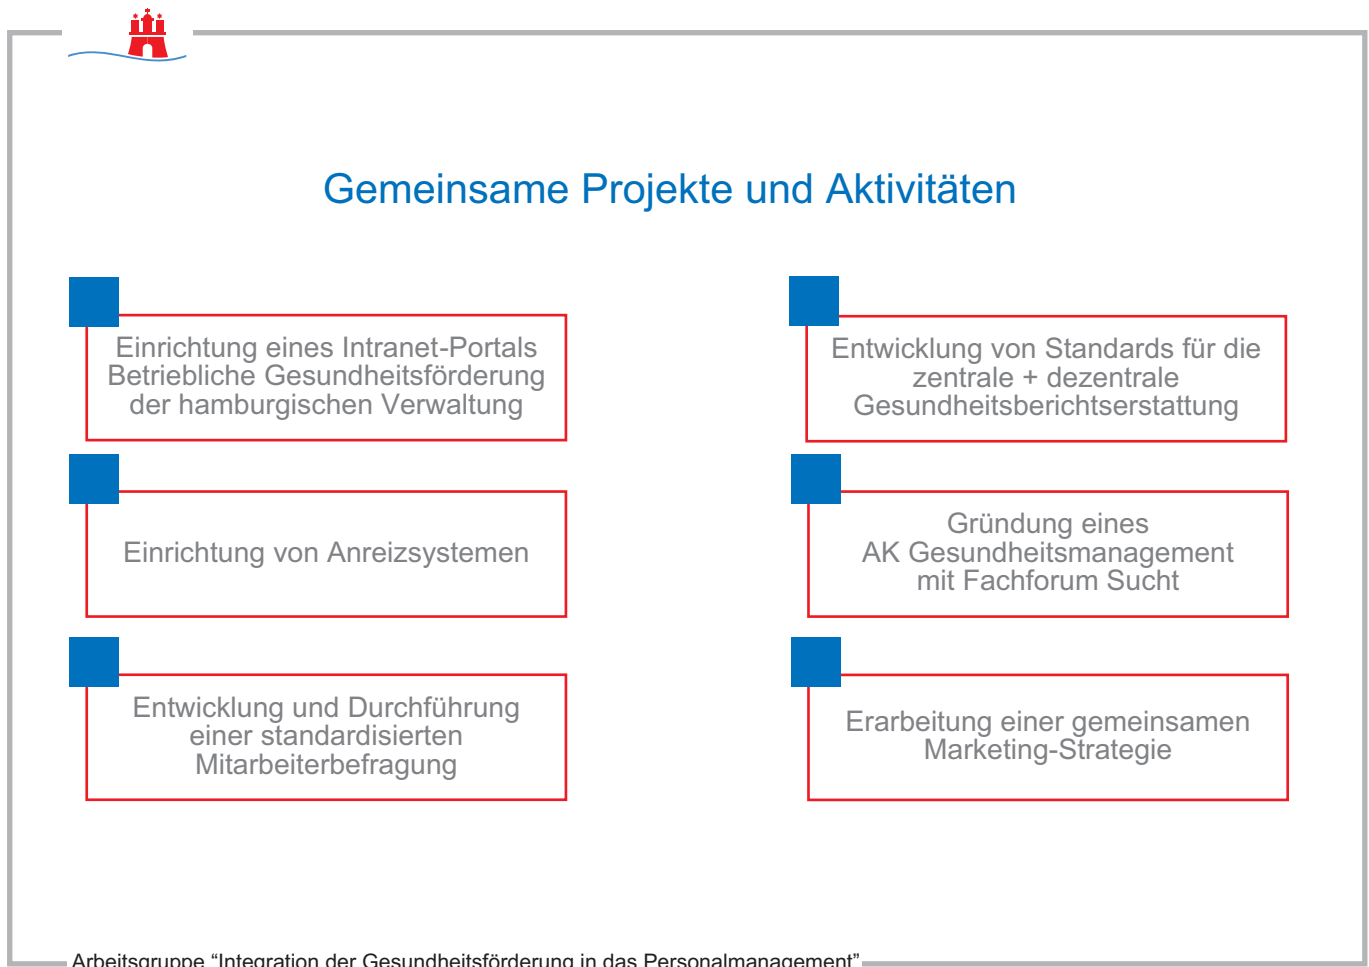 Gemeinsame Projekte und Aktivitäten
Einrichtung eines Intranet-Portals
Betriebliche Gesundheitsförderung
der hamburgischen Verwaltung
Entwicklung von Standards für die
zentrale + dezentrale
Gesundheitsberichtserstattung
Einrichtung von Anreizsystemen
Gründung eines
AK Gesundheitsmanagement
mit Fachforum Sucht
Entwicklung und Durchführung
einer standardisierten
Mitarbeiterbefragung
Erarbeitung einer gemeinsamen
Marketing-Strategie
Arbeitsgruppe “Integration der Gesundheitsförderung in das Personalmanagement”